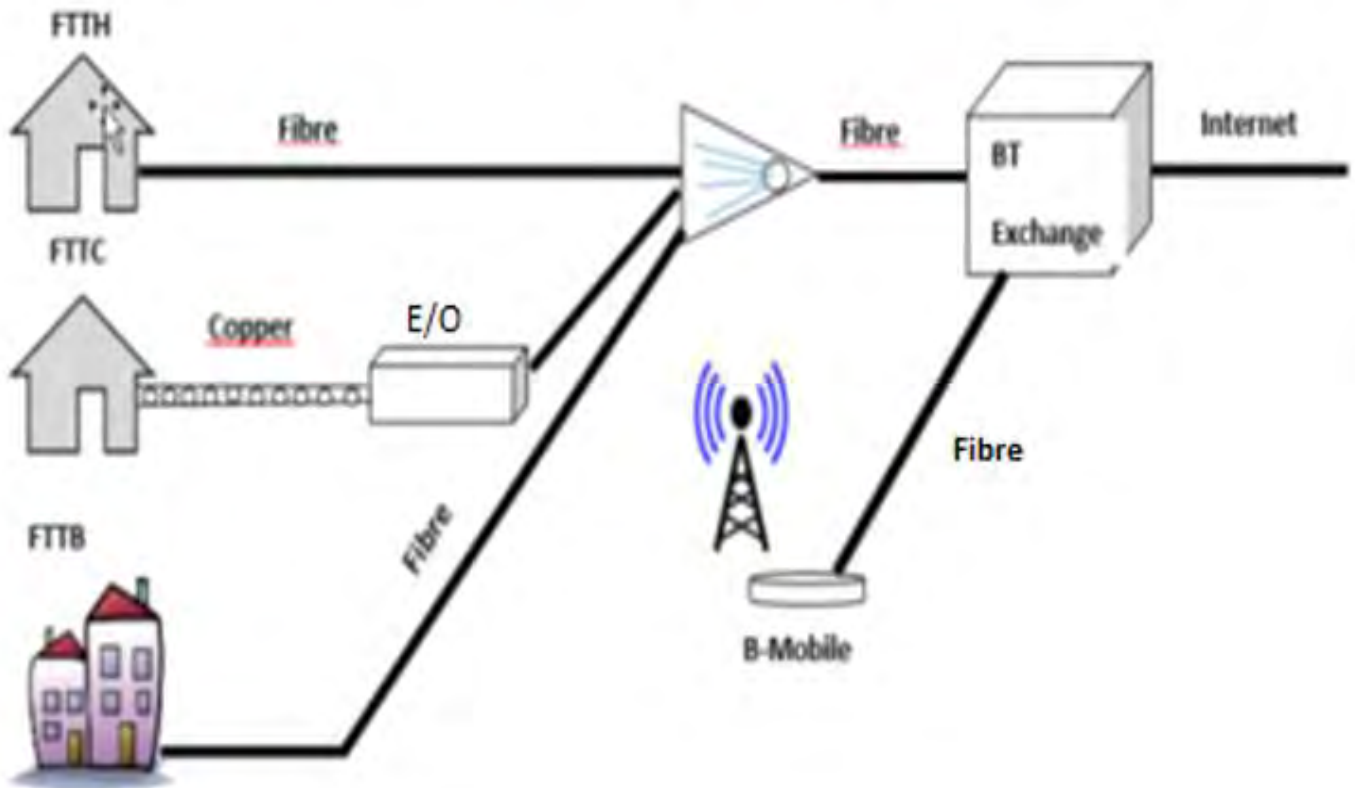 FTTH
Fibre
Fibre
Internet
BT
Exchange
FTTC
Copper
E/O
Fibre
Fibre
FTTB
B-Mobile